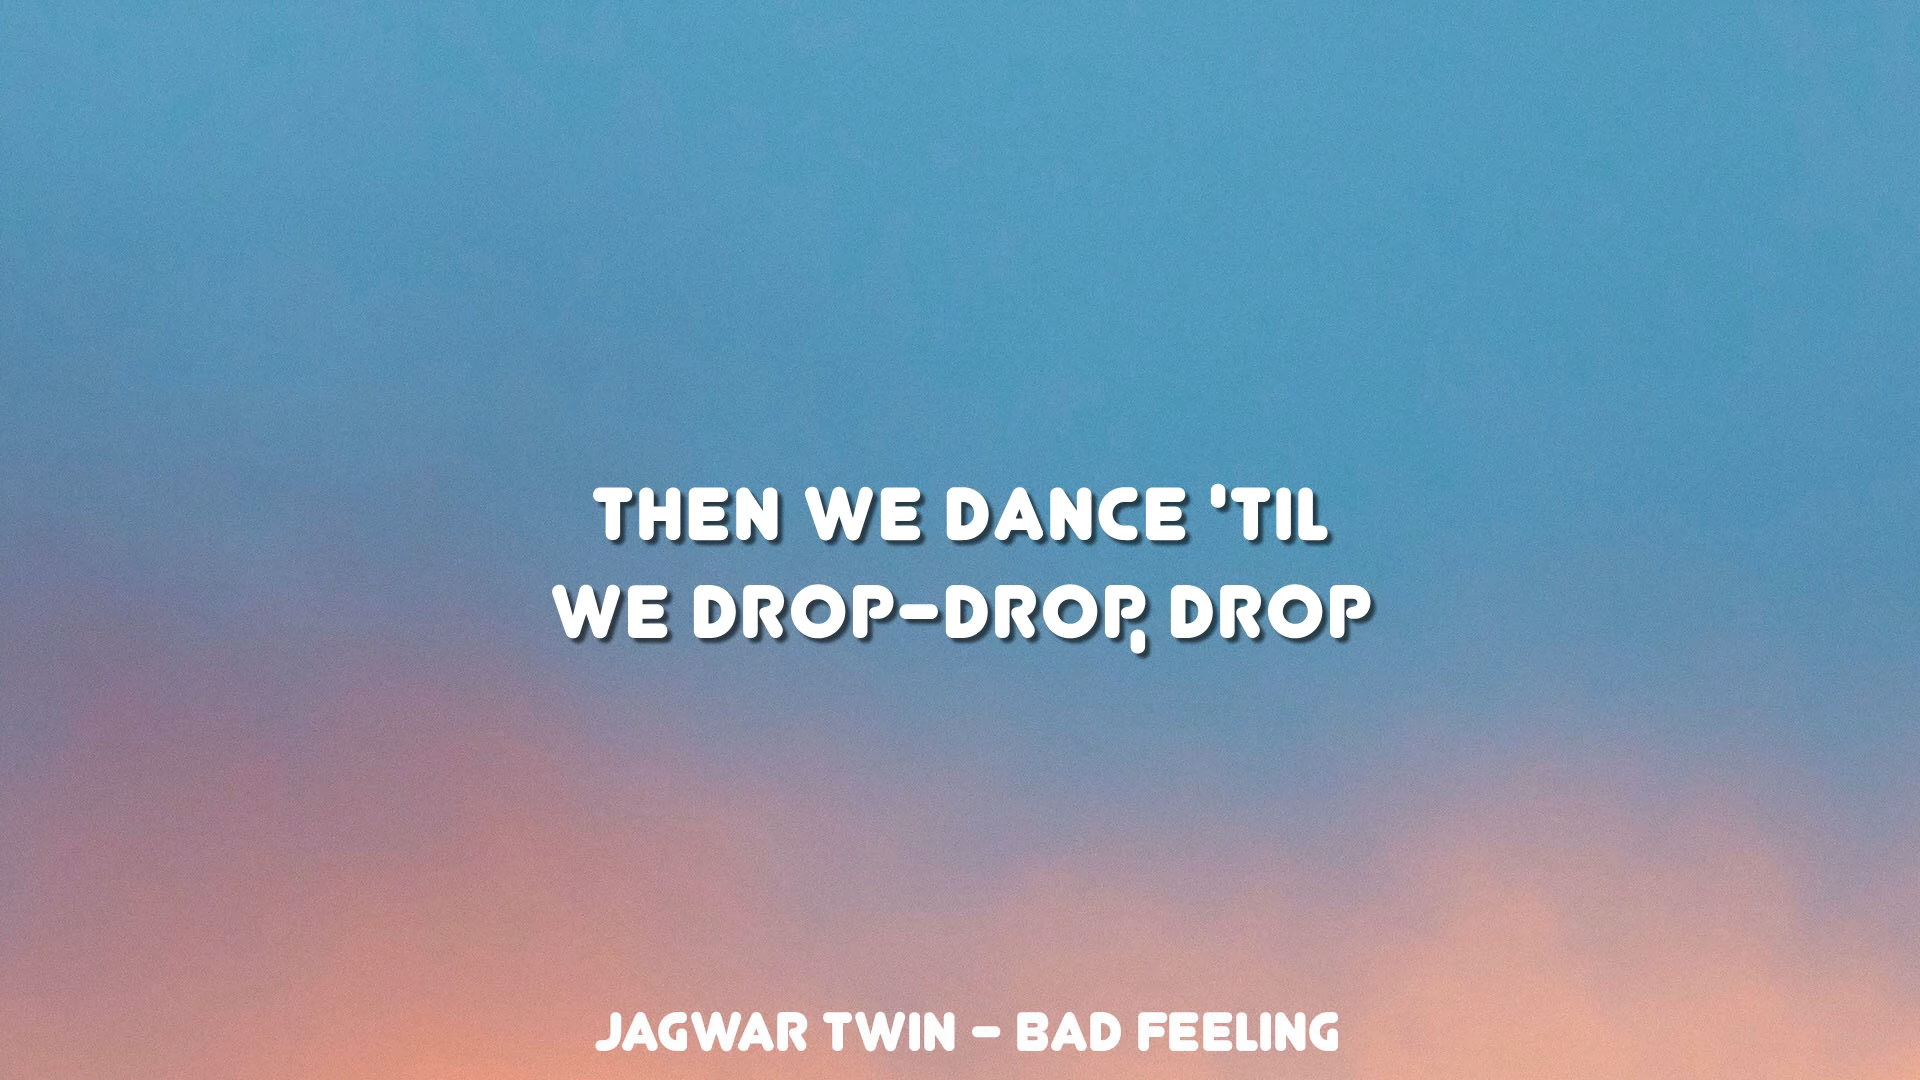 THEN WE DANCE 'TIL
WE DROP-DROP, DROP
JAGWAR TWIN - BAD FEELING